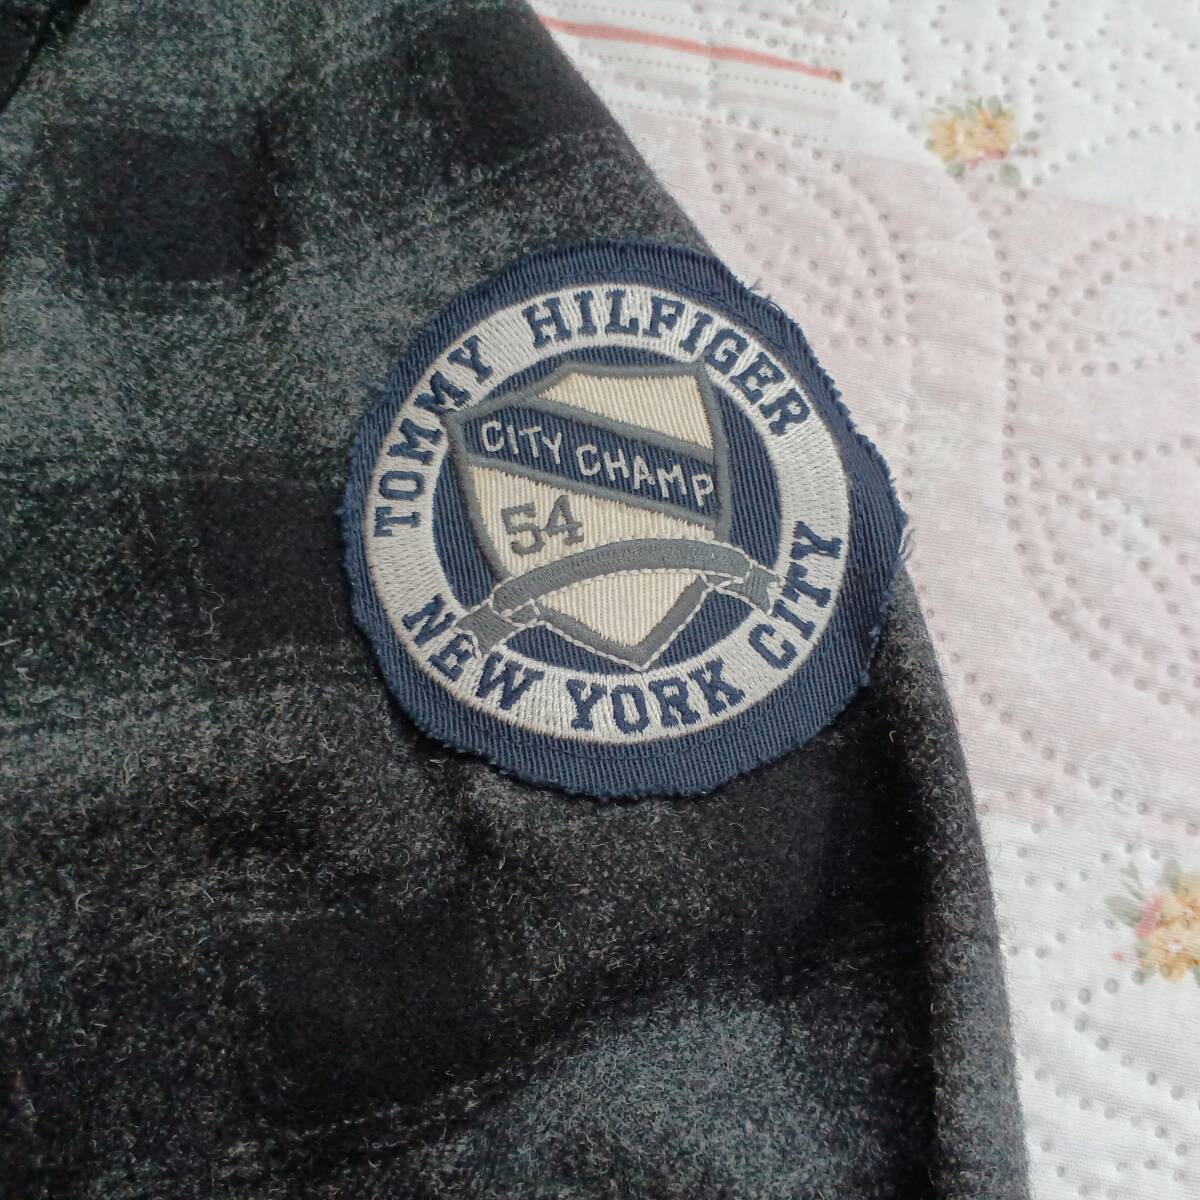 TOMMY HILFIGER
CITY CHAMP
54
NEW YORK CITY